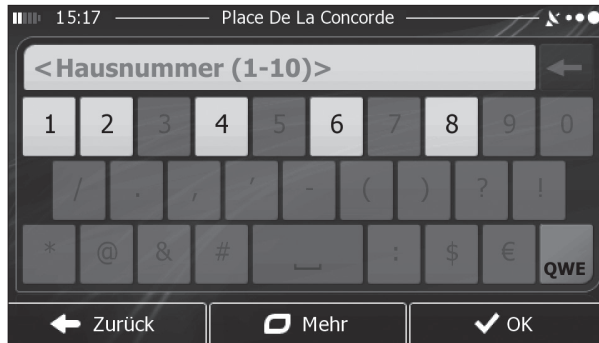 15:17 Place De La Concorde
<Hausnummer (1-10)>
1 2 3 4 5 6 7 8 9 0
/ . , ' - ( ) ? !
* @ & # : $ € QWE
Zurück Mehr OK